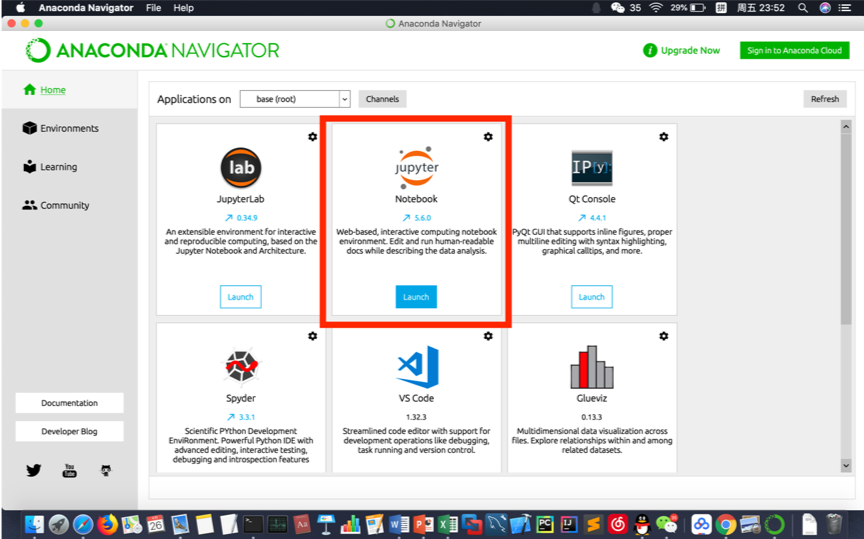 Anaconda Navigator File Help 35 29% 拼 周五 23:52
Anaconda Navigator
ANACONDA NAVIGATOR
Upgrade Now
Sign in to Anaconda Cloud
Home
Environments
Learning
Community
Documentation
Developer Blog
You
Tube
Applications on
base (root)
Channels
Refresh
lab
JupyterLab
0.34.9
An extensible environment for interactive
and reproducible computing, based on the
Jupyter Notebook and Architecture.
Launch
jupyter
Notebook
5.6.0
Web-based, interactive computing notebook
environment. Edit and run human-readable
docs while describing the data analysis.
Launch
IP[y]:
Qt Console
4.4.1
PyQt GUI that supports inline figures, proper
multiline editing with syntax highlighting,
graphical calltips, and more.
Launch
Spyder
3.3.1
Scientific PYthon Development
EnviRonment. Powerful Python IDE with
advanced editing, interactive testing,
debugging and introspection features
VS Code
1.32.3
Streamlined code editor with support for
development operations like debugging,
task running and version control.
Glueviz
0.13.3
Multidimensional data visualization across
files. Explore relationships within and among
related datasets.
26 Aa W P X PC IJ S